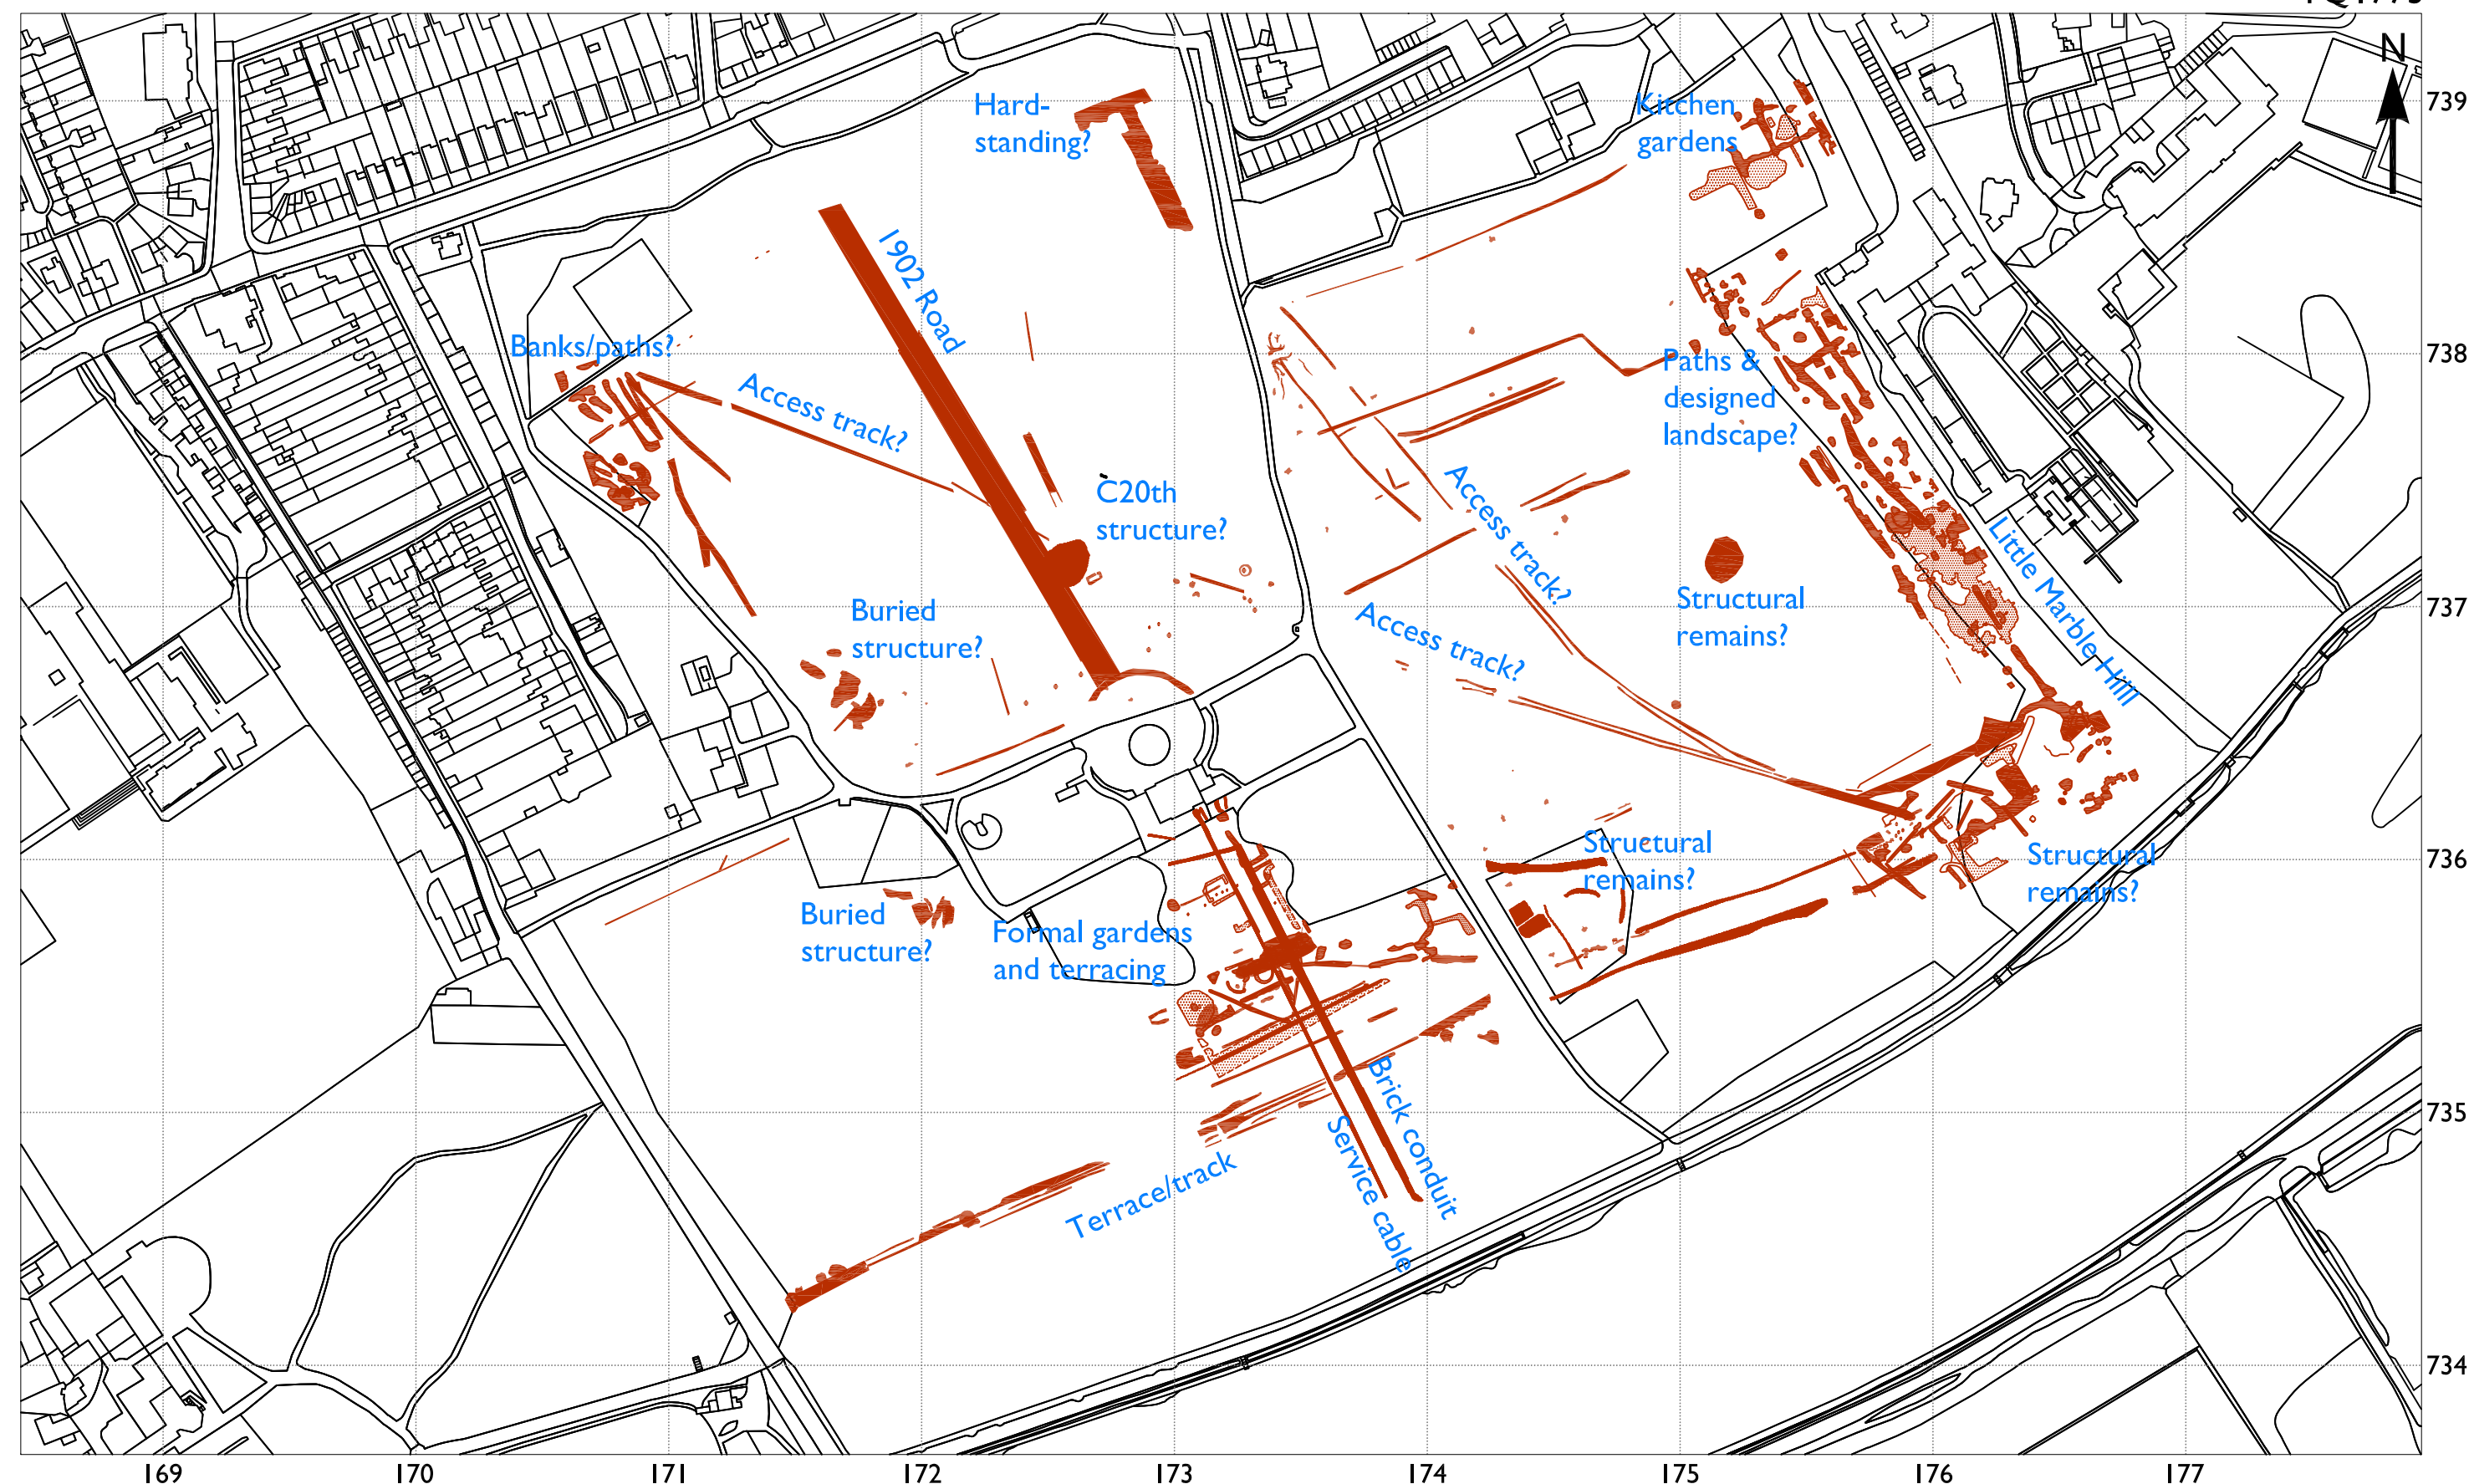 N
739
738
737
736
735
734
Hard-
standing?
Kitchen
gardens
1902 Road
Banks/paths?
Access track?
Paths &
designed
landscape?
C20th
structure?
Access track?
Little Marble Hill
Buried
structure?
Structural
remains?
Access track?
Structural
remains?
Structural
remains?
Buried
structure?
Formal gardens
and terracing
Brick conduit
Service cable
Terrace/track
169
170
171
172
173
174
175
176
177